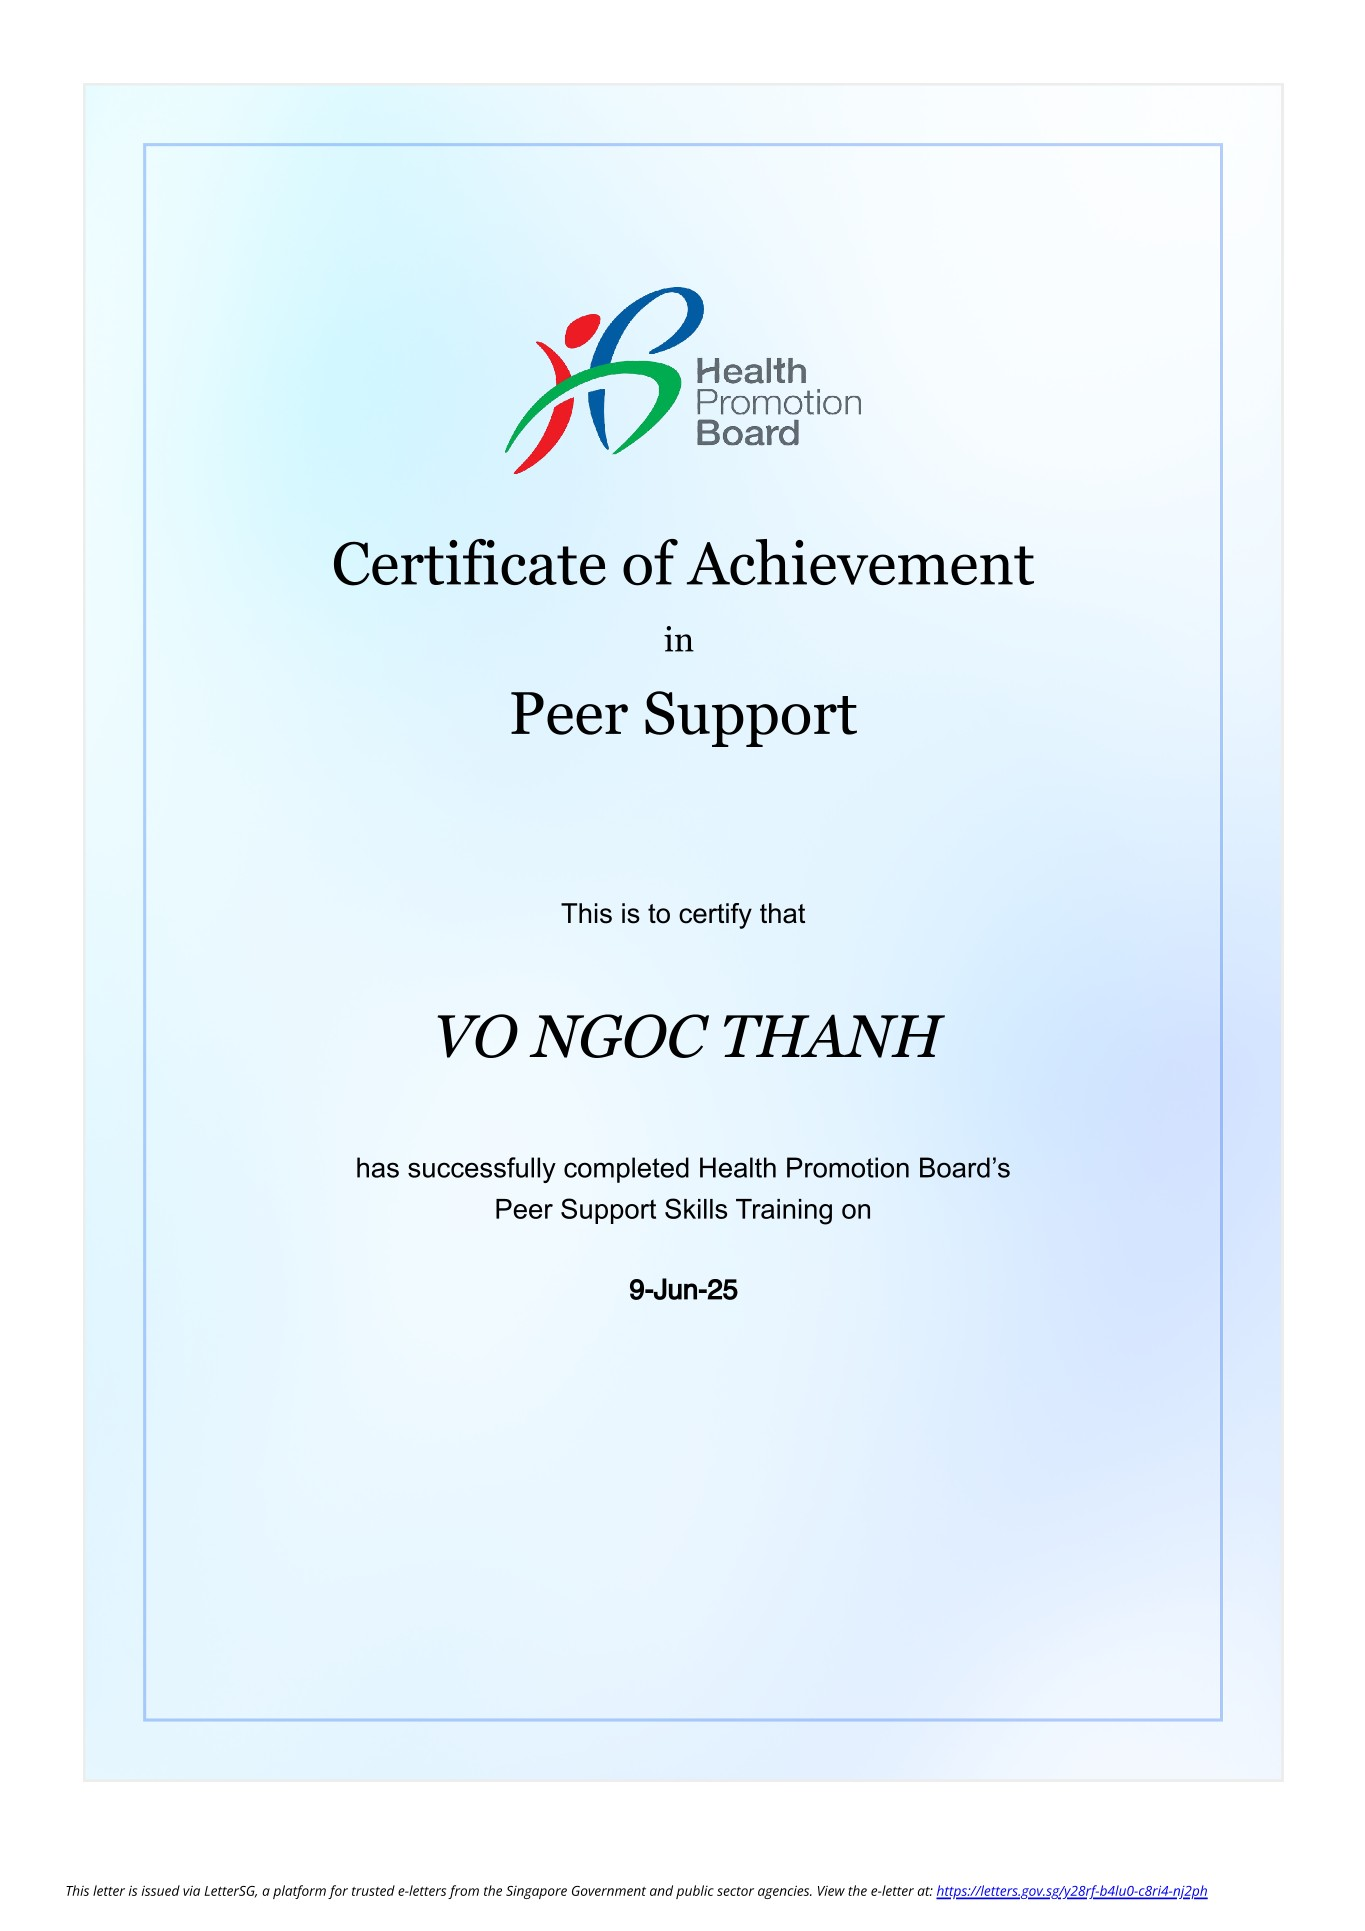 Health
Promotion
Board
Certificate of Achievement
in
Peer Support
This is to certify that
VO NGOC THANH
has successfully completed Health Promotion Board’s
Peer Support Skills Training on
9-Jun-25
This letter is issued via LetterSG, a platform for trusted e-letters from the Singapore Government and public sector agencies. View the e-letter at: https://letters.gov.sg/y28rf-b4lu0-c8ri4-nj2ph